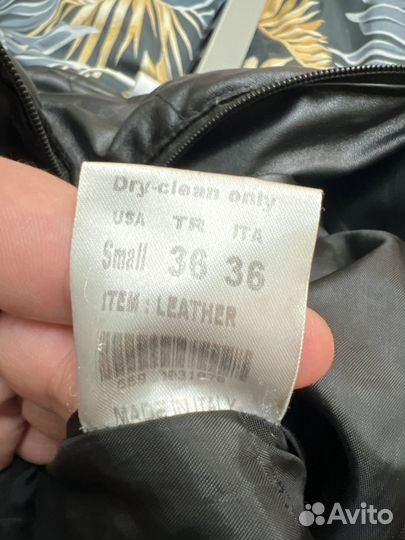 Dry-clean only
USA TR ITA
Small 36 36
ITEM : LEATHER
MADE IN ITALY
Avito